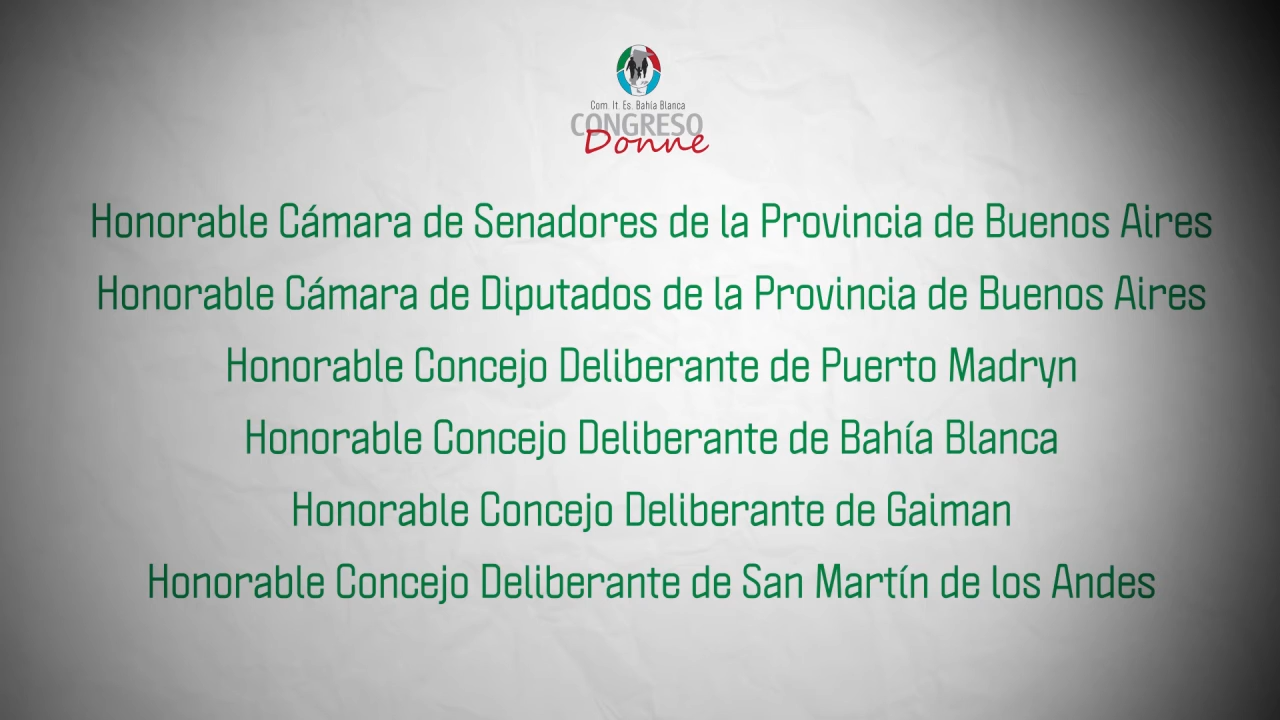 Com. It. Es. Bahía Blanca
CONGRESO
Donne
Honorable Cámara de Senadores de la Provincia de Buenos Aires
Honorable Cámara de Diputados de la Provincia de Buenos Aires
Honorable Concejo Deliberante de Puerto Madryn
Honorable Concejo Deliberante de Bahía Blanca
Honorable Concejo Deliberante de Gaiman
Honorable Concejo Deliberante de San Martín de los Andes